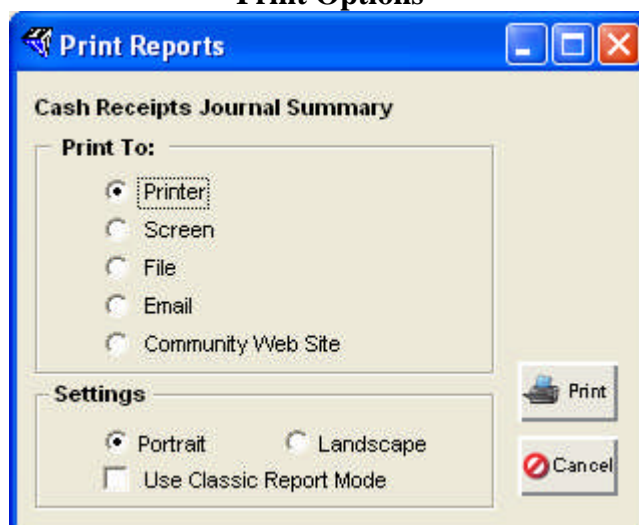 Print Options
Print Reports
Cash Receipts Journal Summary
Print To:
Printer
Screen
File
Email
Community Web Site
Settings
Portrait Landscape
Use Classic Report Mode
Print
Cancel